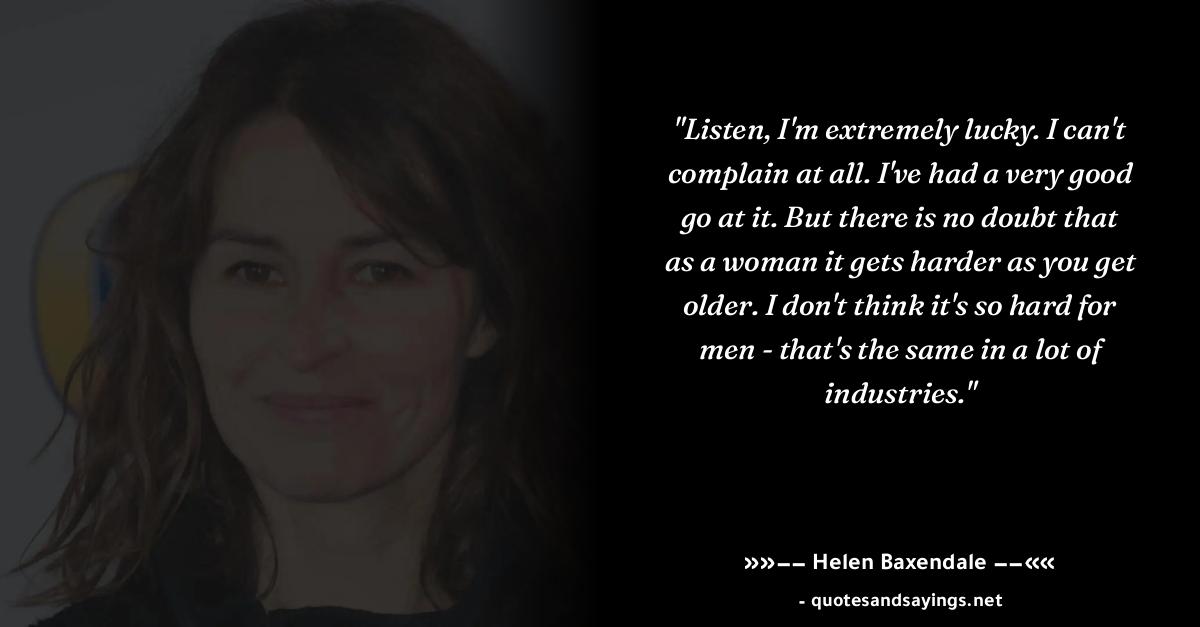 "Listen, I'm extremely lucky. I can't
complain at all. I've had a very good
go at it. But there is no doubt that
as a woman it gets harder as you get
older. I don't think it's so hard for
men - that's the same in a lot of
industries."
»»–– Helen Baxendale ––««
- quotesandsayings.net